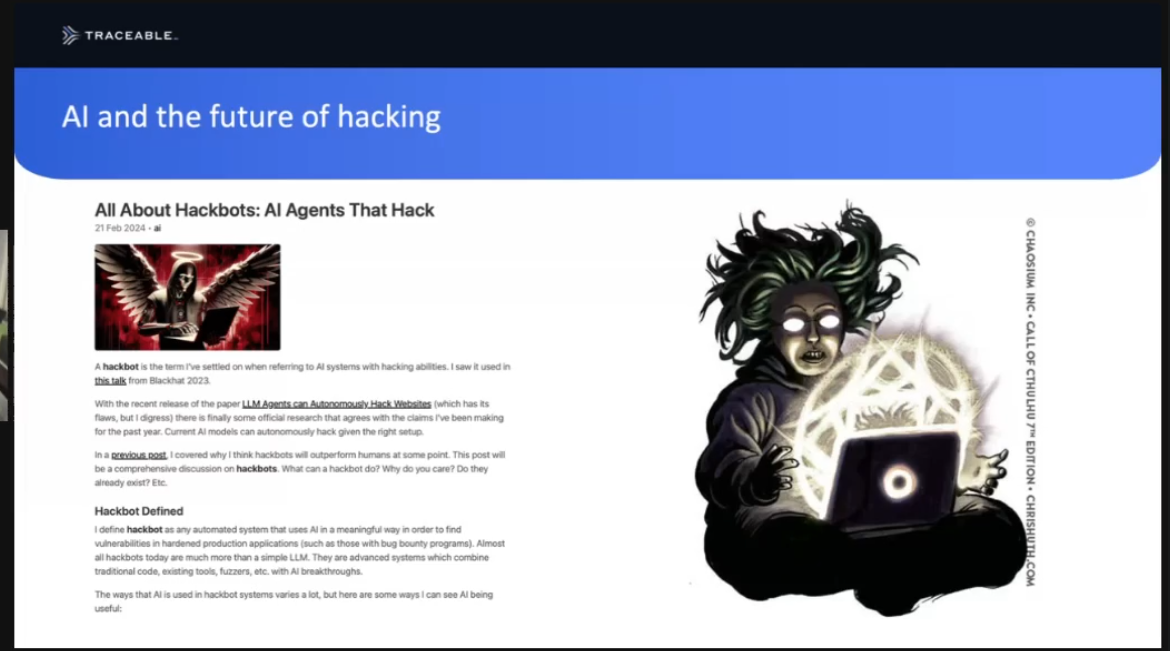 TRACEABLE
AI and the future of hacking
All About Hackbots: AI Agents That Hack
21 Feb 2024 • ai
A hackbot is the term I've settled on when referring to AI systems with hacking abilities. I saw it used in
this talk from Blackhat 2023.
With the recent release of the paper LLM Agents can Autonomously Hack Websites (which has its
flaws, but I digress) there is finally some official research that agrees with the claims I've been making
for the past year. Current AI models can autonomously hack given the right setup.
In a previous post, I covered why I think hackbots will outperform humans at some point. This post will
be a comprehensive discussion on hackbots. What can a hackbot do? Why do you care? Do they
already exist? Etc.
Hackbot Defined
I define hackbot as any automated system that uses AI in a meaningful way in order to find
vulnerabilities in hardened production applications (such as those with bug bounty programs). Almost
all hackbots today are much more than a simple LLM. They are advanced systems which combine
traditional code, existing tools, fuzzers, etc. with AI breakthroughs.
The ways that AI is used in hackbot systems varies a lot, but here are some ways I can see AI being
useful:
© CHAOSIUM INC • CALL OF CTHULHU 7TH EDITION • CHRISHUTH.COM